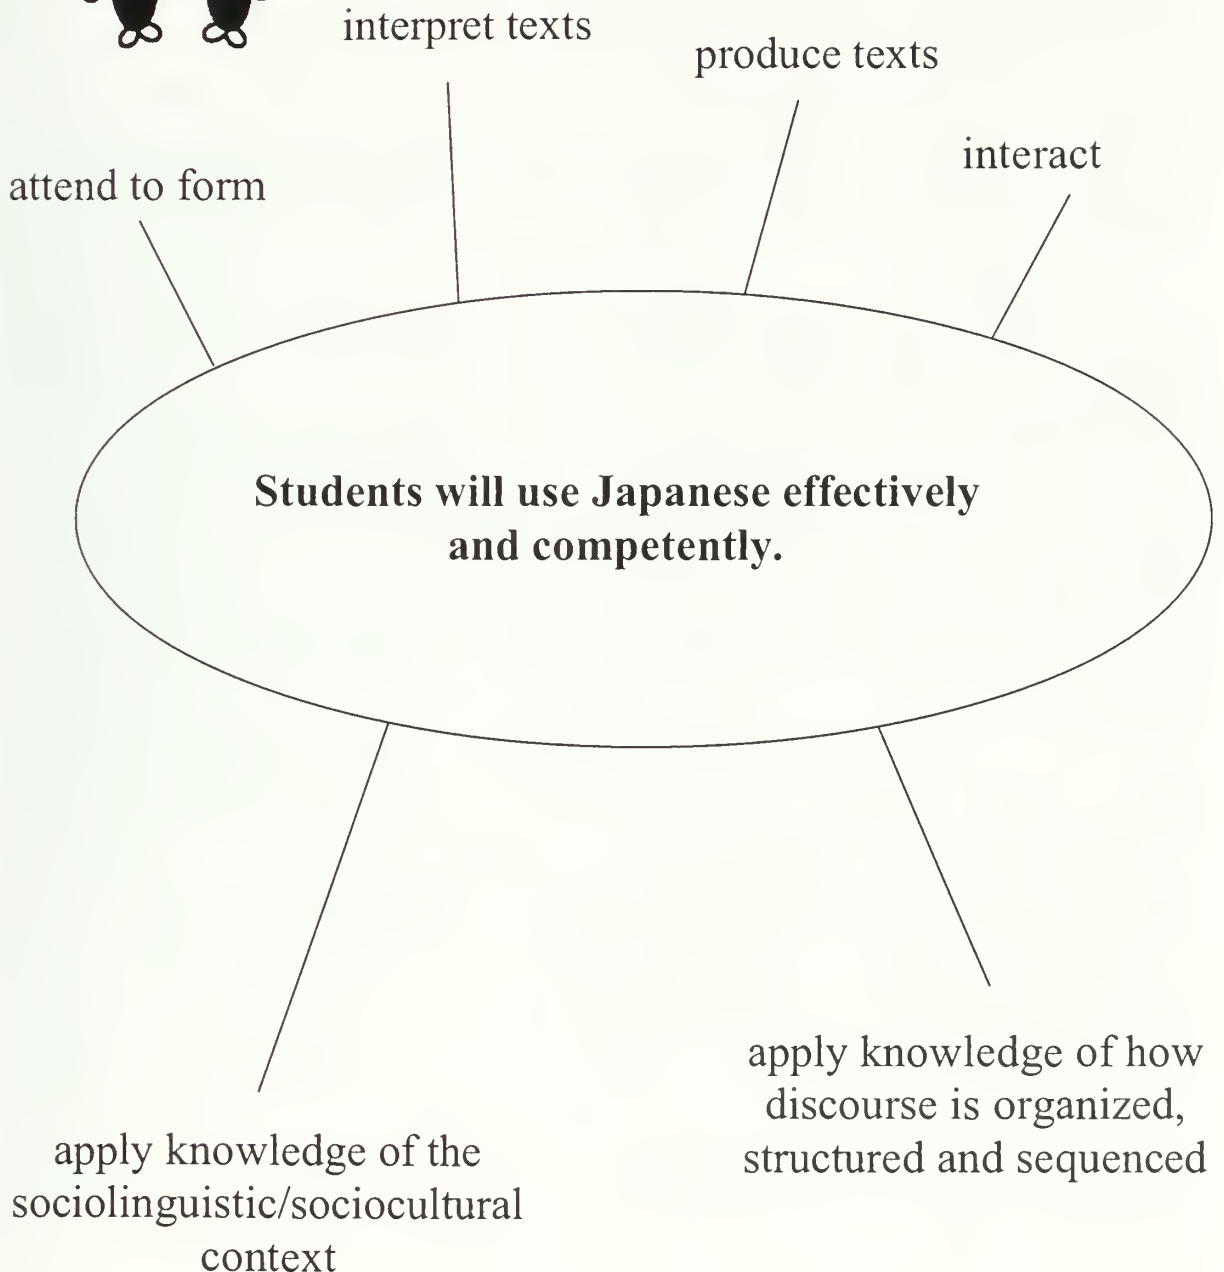 interpret texts
produce texts
interact
attend to form
Students will use Japanese effectively
and competently.
apply knowledge of how
discourse is organized,
structured and sequenced
apply knowledge of the
sociolinguistic/sociocultural
context